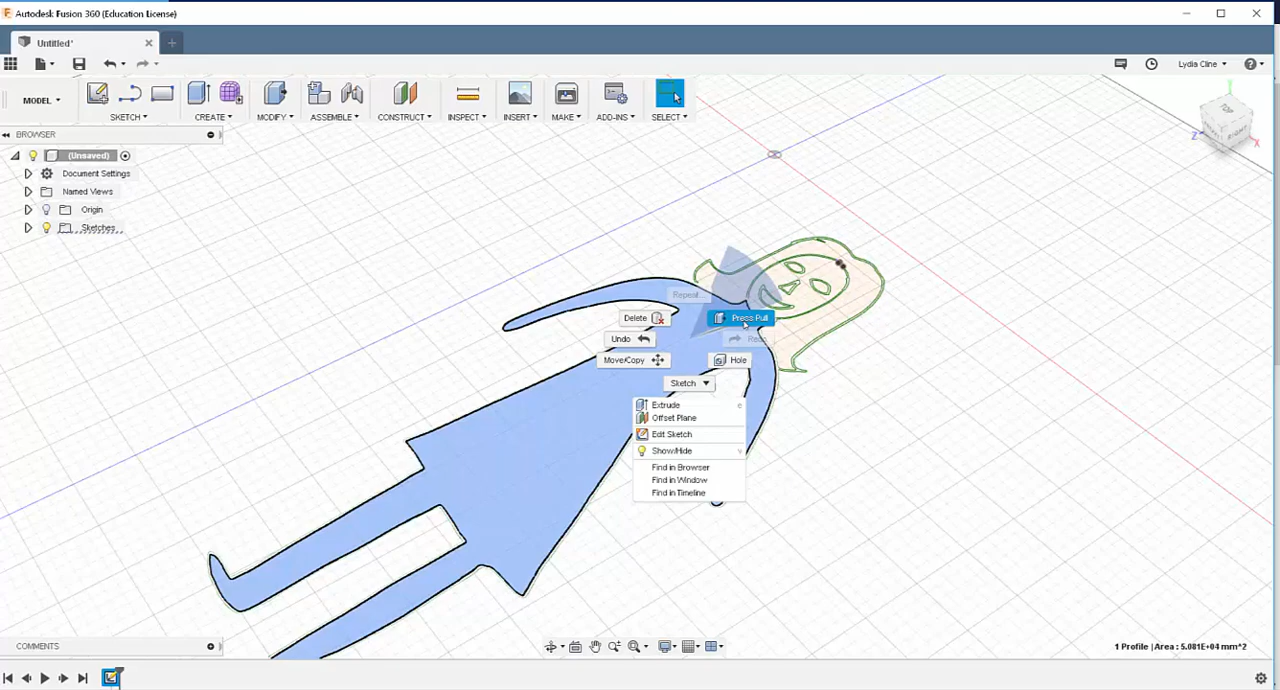 Autodesk Fusion 360 (Education License)
Untitled*
Lydia Cline
MODEL
SKETCH
CREATE
MODIFY
ASSEMBLE
CONSTRUCT
INSPECT
INSERT
MAKE
ADD-INS
SELECT
BROWSER
(Unsaved)
Document Settings
Named Views
Origin
Sketches
TOP
FRONT
RIGHT
Z
X
Repeat...
Delete
Press Pull
Undo
Redo
Move/Copy
Hole
Sketch
Extrude e
Offset Plane
Edit Sketch
Show/Hide v
Find in Browser
Find in Window
Find in Timeline
COMMENTS
1 Profile | Area : 5.081E+04 mm^2